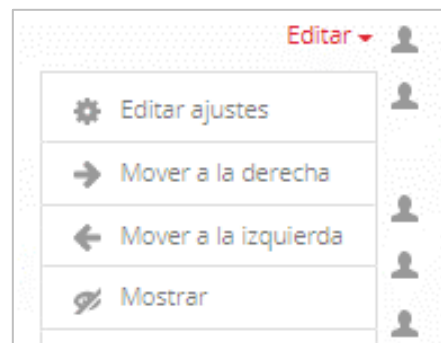 Editar
Editar ajustes
Mover a la derecha
Mover a la izquierda
Mostrar